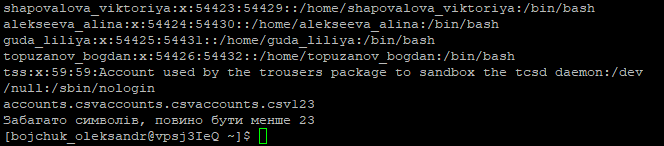 shapovalova_viktoriya:x:54423:54429::/home/shapovalova_viktoriya:/bin/bash
alekseeva_alina:x:54424:54430::/home/alekseeva_alina:/bin/bash
guda_liliya:x:54425:54431::/home/guda_liliya:/bin/bash
topuzanov_bogdan:x:54426:54432::/home/topuzanov_bogdan:/bin/bash
tss:x:59:59:Account used by the trousers package to sandbox the tcsd daemon:/dev
/null:/sbin/nologin
accounts.csvaccounts.csvaccounts.csv123
Забагато символів, повино бути менше 23
[bojchuk_oleksandr@vpsj3IeQ ~]$